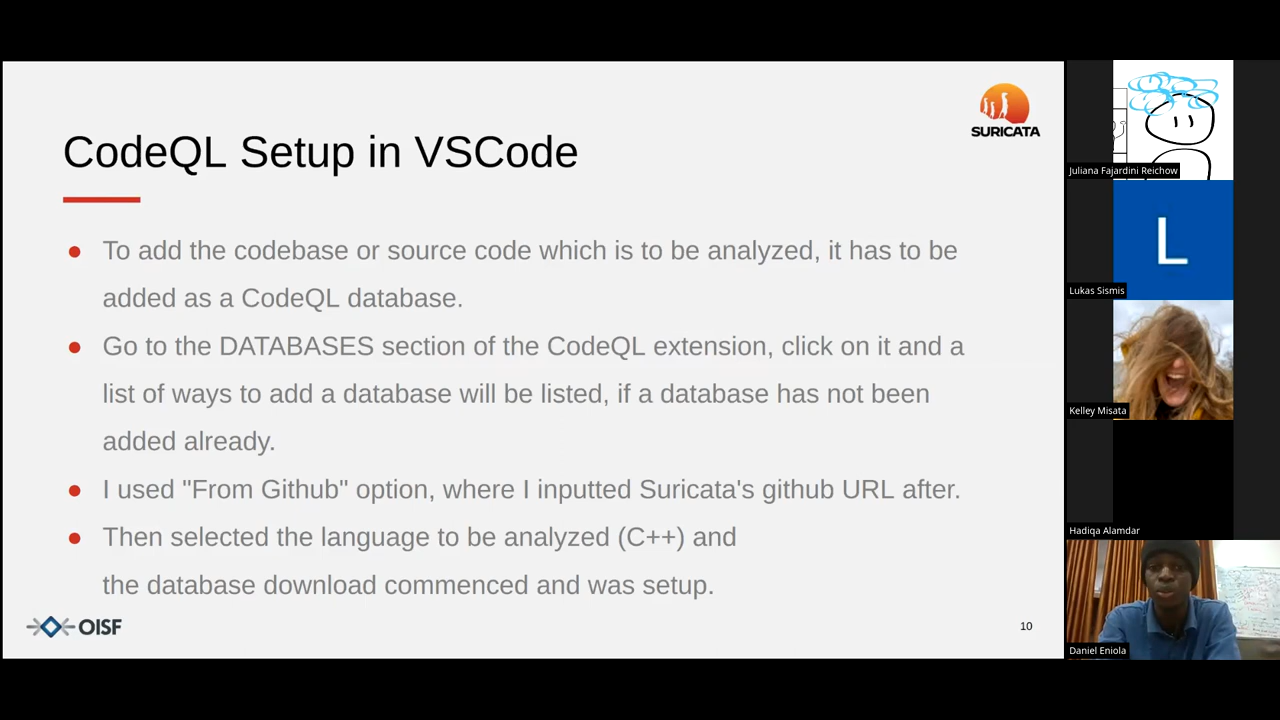 SURICATA
CodeQL Setup in VSCode
● To add the codebase or source code which is to be analyzed, it has to be
added as a CodeQL database.
● Go to the DATABASES section of the CodeQL extension, click on it and a
list of ways to add a database will be listed, if a database has not been
added already.
● I used "From Github" option, where I inputted Suricata's github URL after.
● Then selected the language to be analyzed (C++) and
the database download commenced and was setup.
OISF
10
Juliana Fajardini Reichow
L
Lukas Sismis
Kelley Misata
Hadiqa Alamdar
Daniel Eniola